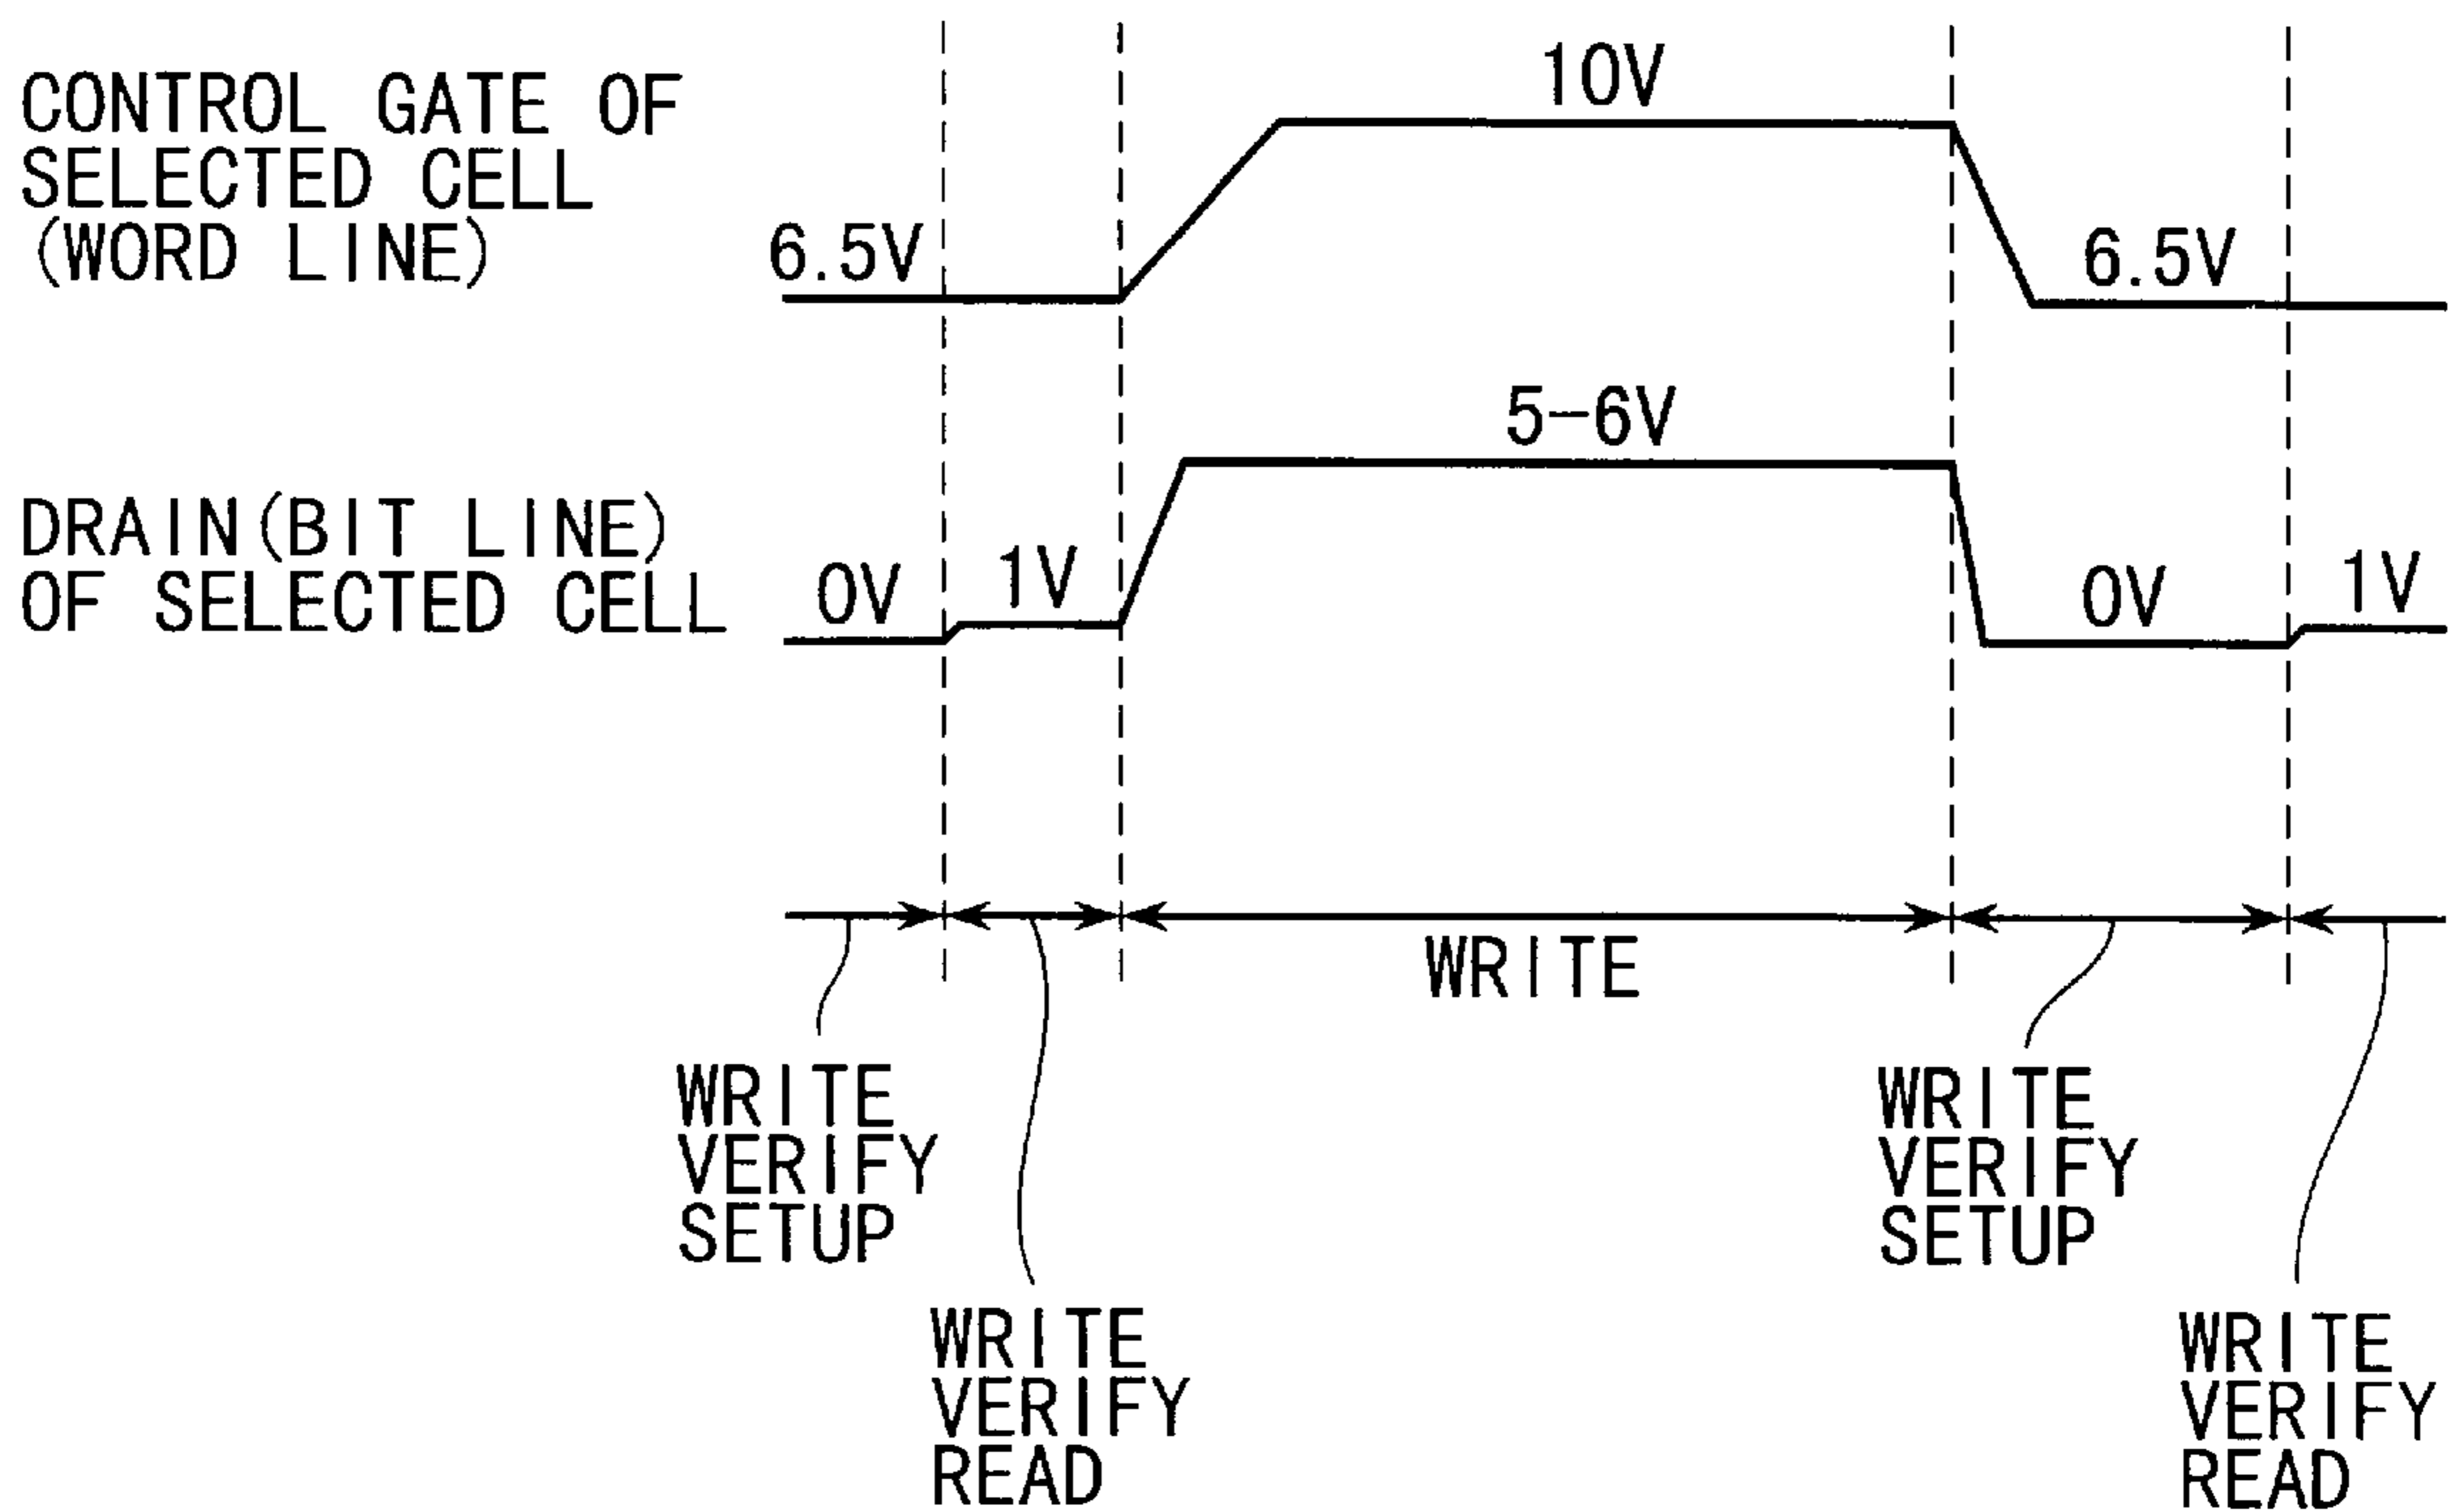 CONTROL GATE OF
SELECTED CELL
(WORD LINE)
6.5V
10V
6.5V
DRAIN(BIT LINE)
OF SELECTED CELL
0V
1V
5-6V
0V
1V
WRITE
WRITE
VERIFY
SETUP
WRITE
VERIFY
READ
WRITE
VERIFY
SETUP
WRITE
VERIFY
READ